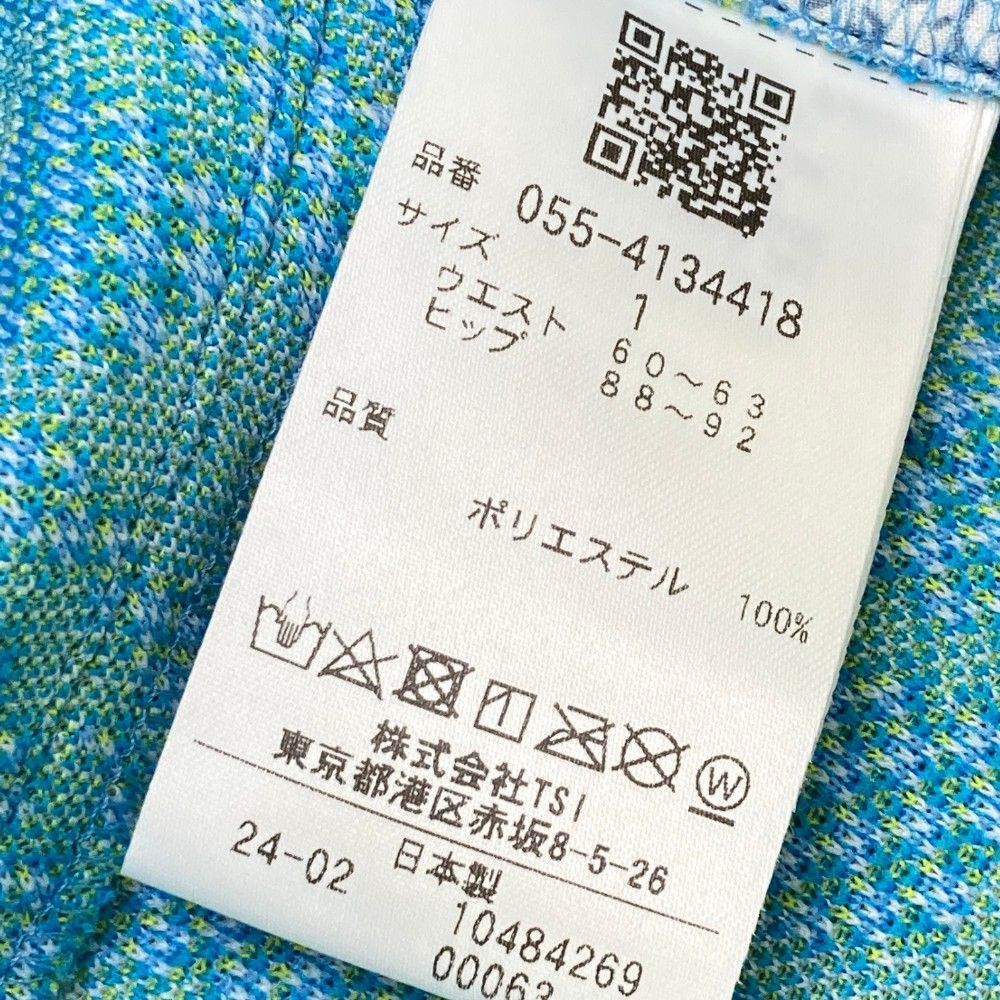 品番 055-4134418
サイズ 1
ウエスト 60～63
ヒップ 88～92
品質
ポリエステル 100%
W
株式会社TSI
東京都港区赤坂8-5-26
24-02 日本製
10484269
00063